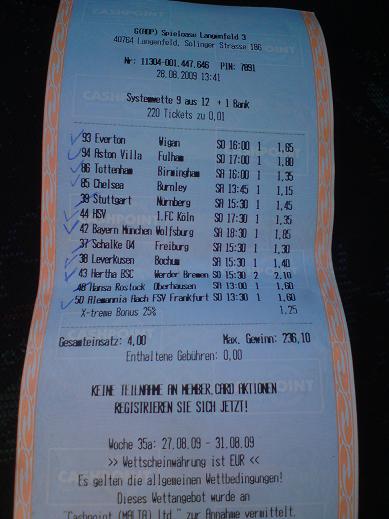 G(HOP) Spieloase Langenfeld 3
40764 Langenfeld, Solinger Strasse 186
Nr: 11304-001.447.646 PIN: 7891
28.08.2009 13:41
Systemwette 9 aus 12 + 1 Bank
220 Tickets zu 0,01
93 Everton Wigan SO 16:00 1 1,65
94 Aston Villa Fulham SO 17:00 1 1,80
86 Tottenham Birmingham SA 16:00 1 1,35
85 Chelsea Burnley SA 13:45 1 1,15
39 Stuttgart Nürnberg SA 15:30 1 1,45
44 HSV 1.FC Köln SO 17:30 1 1,35
42 Bayern München Wolfsburg SA 18:30 1 1,85
37 Schalke 04 Freiburg SA 15:30 1 1,30
38 Leverkusen Bochum SA 15:30 1 1,40
43 Hertha BSC Werder Bremen SO 15:30 2 2,10
48 Hansa Rostock Oberhausen SA 13:00 1 1,60
50 Alemannia Aach FSV Frankfurt SO 13:30 1 1,60
X-treme Bonus 25% 1,25
Gesamteinsatz: 4,00 Max. Gewinn: 236,10
Enthaltene Gebühren: 0,00
KEINE TEILNAHME AN MEMBER.CARD AKTIONEN
REGISTRIEREN SIE SICH JETZT!
Woche 35a: 27.08.09 - 31.08.09
>> Wettscheinwährung ist EUR <<
Es gelten die allgemeinen Wettbedingungen!
Dieses Wettangebot wurde an
"Cashpoint (MALTA) Ltd." zur Annahme vermittelt.